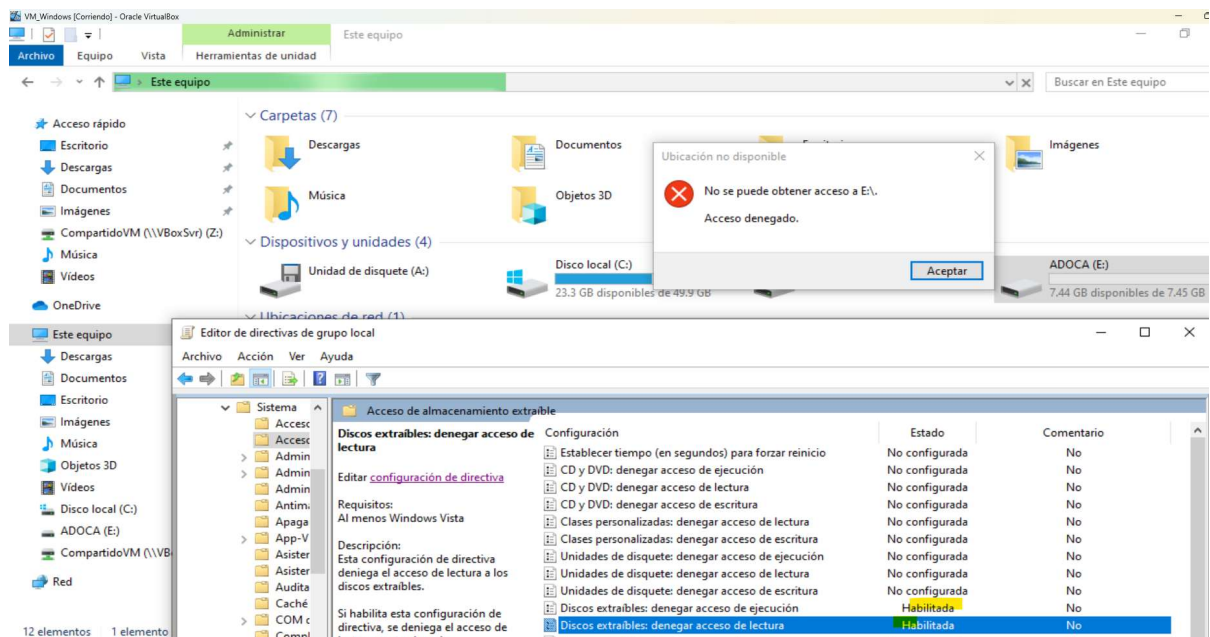 VM_Windows [Corriendo] - Oracle VirtualBox
Administrar
Este equipo
Archivo
Equipo
Vista
Herramientas de unidad
Este equipo
Buscar en Este equipo
Acceso rápido
Escritorio
Descargas
Documentos
Imágenes
CompartidoVM (\\VBoxSvr) (Z:)
Música
Vídeos
OneDrive
Este equipo
Descargas
Documentos
Escritorio
Imágenes
Música
Objetos 3D
Vídeos
Disco local (C:)
ADOCA (E:)
CompartidoVM (\\VB
Red
12 elementos
1 elemento
Carpetas (7)
Descargas
Documentos
Imágenes
Música
Objetos 3D
Dispositivos y unidades (4)
Unidad de disquete (A:)
Disco local (C:)
23.3 GB disponibles de 49.9 GB
ADOCA (E:)
7.44 GB disponibles de 7.45 GB
Ubicaciones de red (1)
Ubicación no disponible
No se puede obtener acceso a E:\.
Acceso denegado.
Aceptar
Editor de directivas de grupo local
Archivo Acción Ver Ayuda
Sistema
Acceso
Acceso
Admin
Admin
Admin
Antima
Apaga
App-V
Asister
Asister
Audita
Caché
COM
Acceso de almacenamiento extraíble
Discos extraíbles: denegar acceso de
lectura
Editar configuración de directiva
Requisitos:
Al menos Windows Vista
Descripción:
Esta configuración de directiva
deniega el acceso de lectura a los
discos extraíbles.
Si habilita esta configuración de
directiva, se deniega el acceso de
Configuración Estado Comentario
Establecer tiempo (en segundos) para forzar reinicio No configurada No
CD y DVD: denegar acceso de ejecución No configurada No
CD y DVD: denegar acceso de lectura No configurada No
CD y DVD: denegar acceso de escritura No configurada No
Clases personalizadas: denegar acceso de lectura No configurada No
Clases personalizadas: denegar acceso de escritura No configurada No
Unidades de disquete: denegar acceso de ejecución No configurada No
Unidades de disquete: denegar acceso de lectura No configurada No
Unidades de disquete: denegar acceso de escritura No configurada No
Discos extraíbles: denegar acceso de ejecución Habilitada No
Discos extraíbles: denegar acceso de lectura Habilitada No